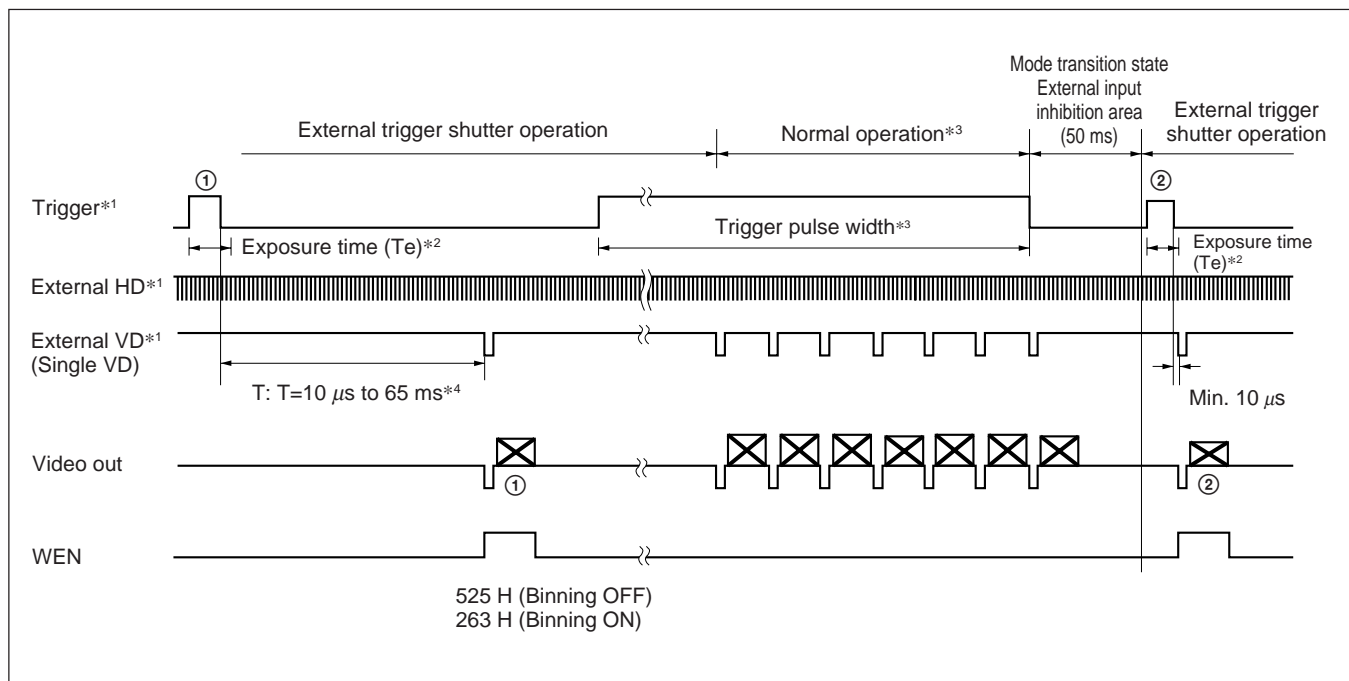 Mode transition state
External input
inhibition area
(50 ms)
External trigger shutter operation
Normal operation*3
External trigger
shutter operation
①
②
Trigger*1
Exposure time (Te)*2
Trigger pulse width*3
Exposure time
(Te)*2
External HD*1
External VD*1
(Single VD)
T: T=10 μs to 65 ms*4
Min. 10 μs
Video out
①
②
WEN
525 H (Binning OFF)
263 H (Binning ON)